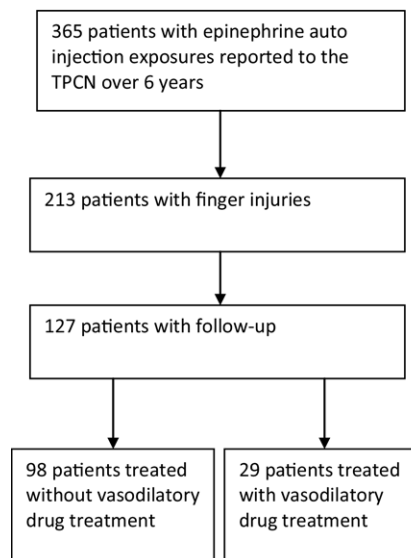 365 patients with epinephrine auto
injection exposures reported to the
TPCN over 6 years
213 patients with finger injuries
127 patients with follow-up
98 patients treated
without vasodilatory
drug treatment
29 patients treated
with vasodilatory
drug treatment